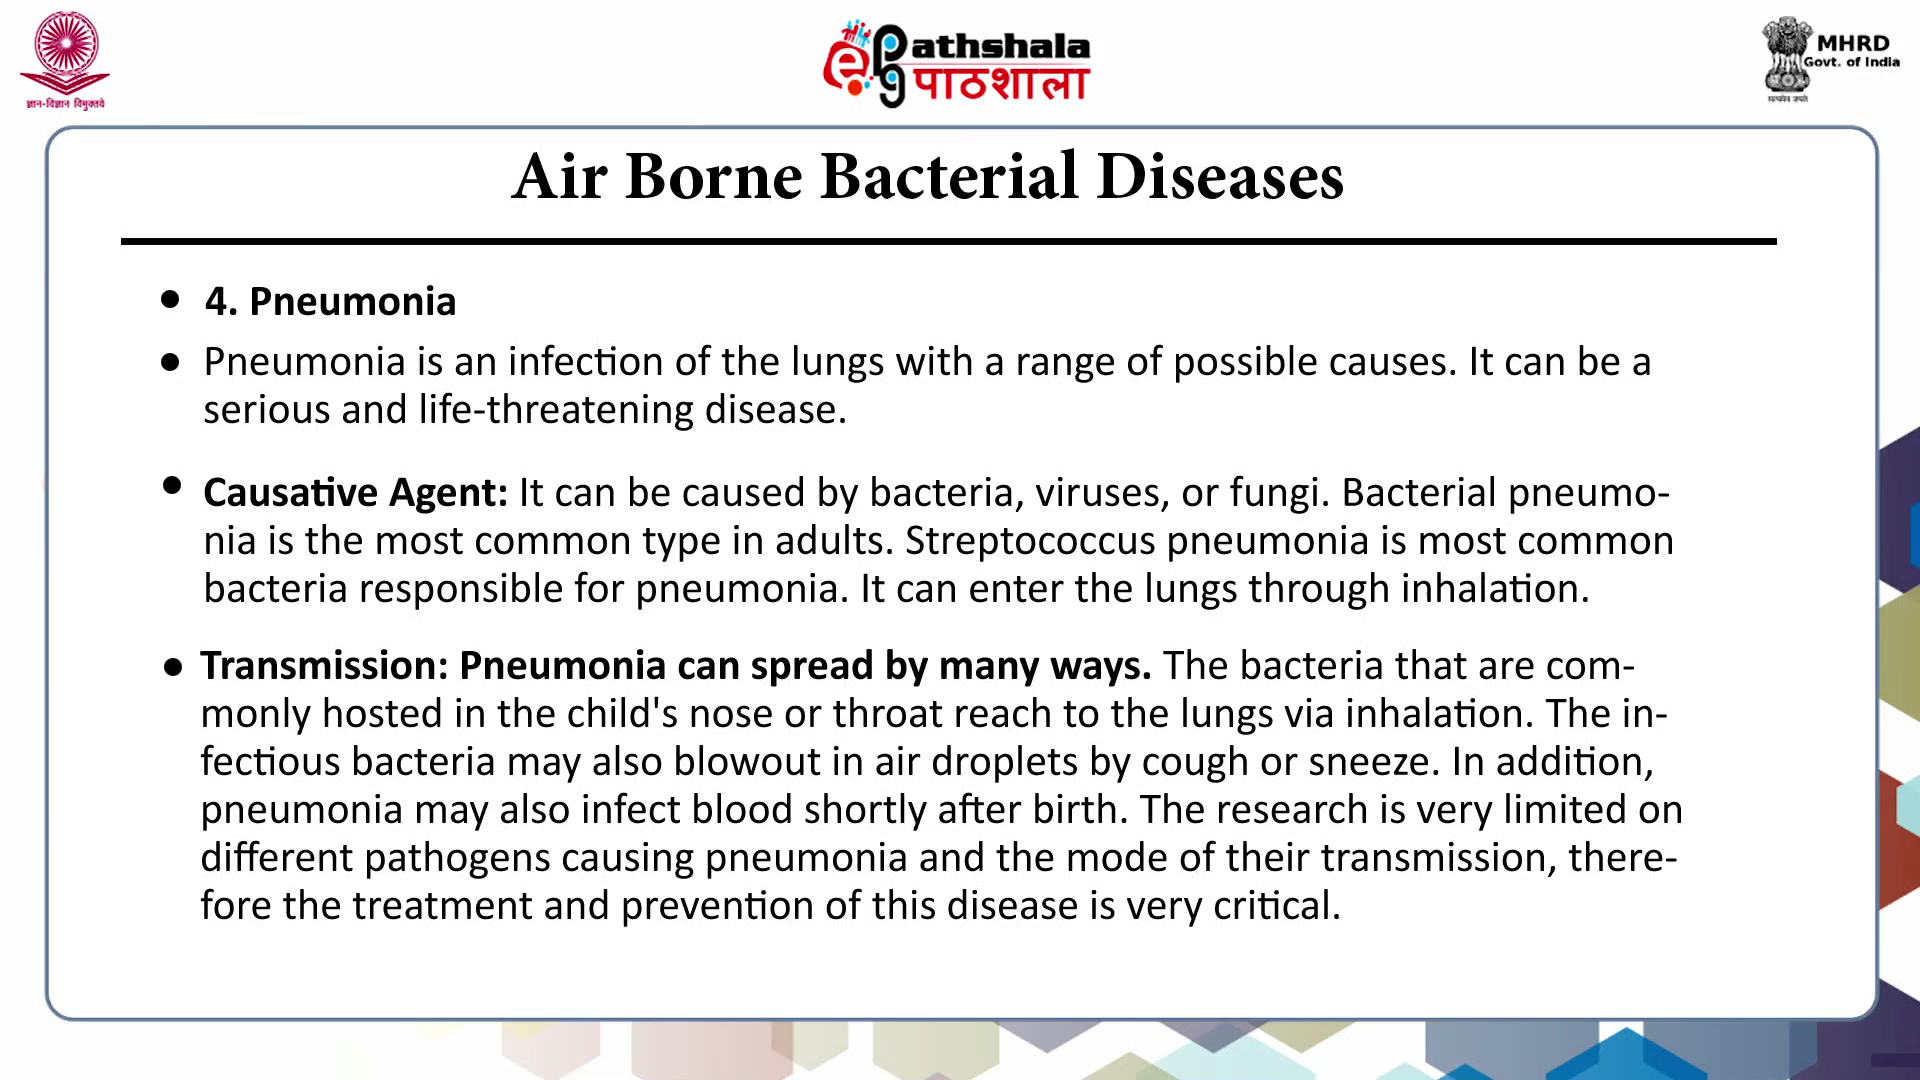 ज्ञान-विज्ञान विमुक्तये
ePathshala
पाठशाला
MHRD
Govt. of India
सत्यमेव जयते
Air Borne Bacterial Diseases
• 4. Pneumonia
• Pneumonia is an infection of the lungs with a range of possible causes. It can be a
serious and life-threatening disease.
• Causative Agent: It can be caused by bacteria, viruses, or fungi. Bacterial pneumo-
nia is the most common type in adults. Streptococcus pneumonia is most common
bacteria responsible for pneumonia. It can enter the lungs through inhalation.
• Transmission: Pneumonia can spread by many ways. The bacteria that are com-
monly hosted in the child's nose or throat reach to the lungs via inhalation. The in-
fectious bacteria may also blowout in air droplets by cough or sneeze. In addition,
pneumonia may also infect blood shortly after birth. The research is very limited on
different pathogens causing pneumonia and the mode of their transmission, there-
fore the treatment and prevention of this disease is very critical.